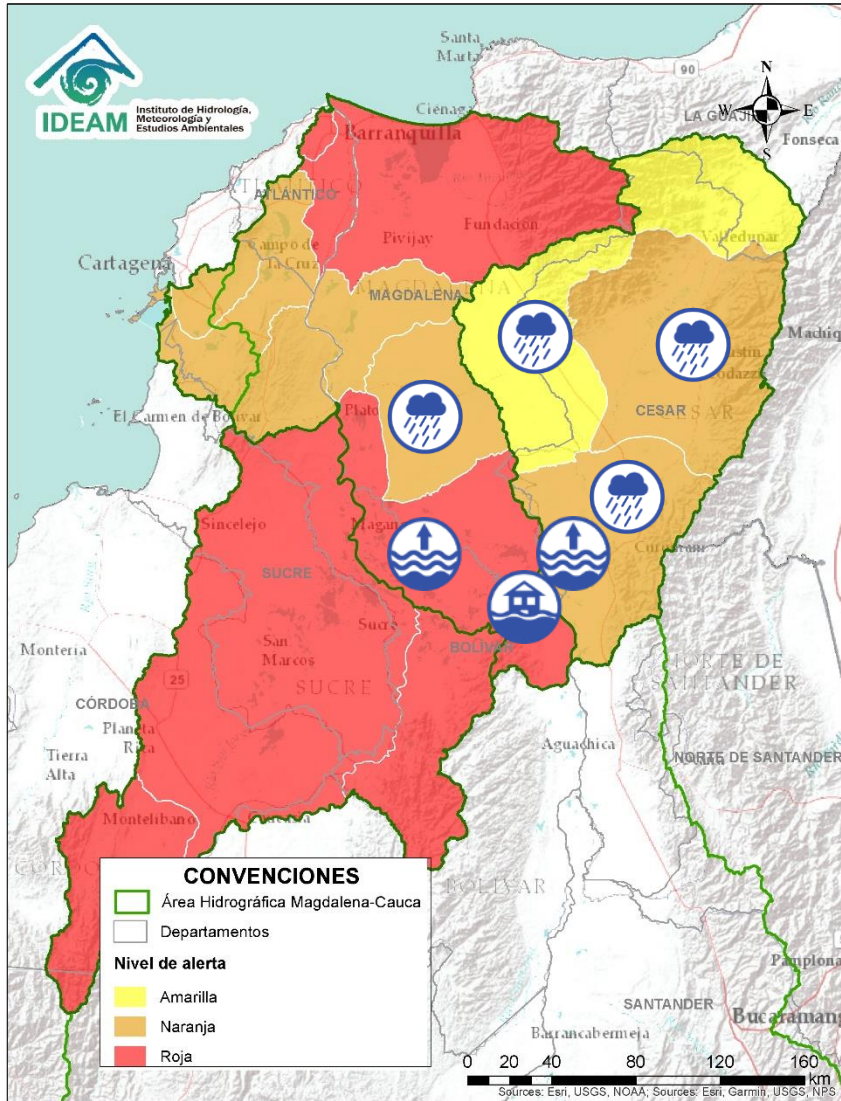 Santa
Marta
90
N
W
E
S
LA GUAJI
Fonseca
IDEAM
Instituto de Hidrología,
Meteorología y
Estudios Ambientales
Ciénaga
Barranquilla
ATLÁNTICO
Fundación
Pivijay
Valledupar
Campo de
la Cruz
Cartagena
MAGDALENA
Machiq
El Carmen de Bolívar
Plato
CESAR
Sincelejo
SUCRE
Sucre
San
Marcos
SUCRE
BOLÍVAR
Montería
25
CÓRDOBA
Planeta
Rica
Tierra
Alta
NORTE DE
SANTANDER
Aguachica
NORTE DE SANTANDER
Montelíbano
BOLÍVAR
CONVENCIONES
Área Hidrográfica Magdalena-Cauca
Departamentos
Nivel de alerta
Amarilla
Naranja
Roja
Pamplona
SANTANDER
Bucaramang
Barrancabermeja
0 20 40 80 120 160
km
Sources: Esri, USGS, NOAA; Sources: Esri, Garmin, USGS, NPS